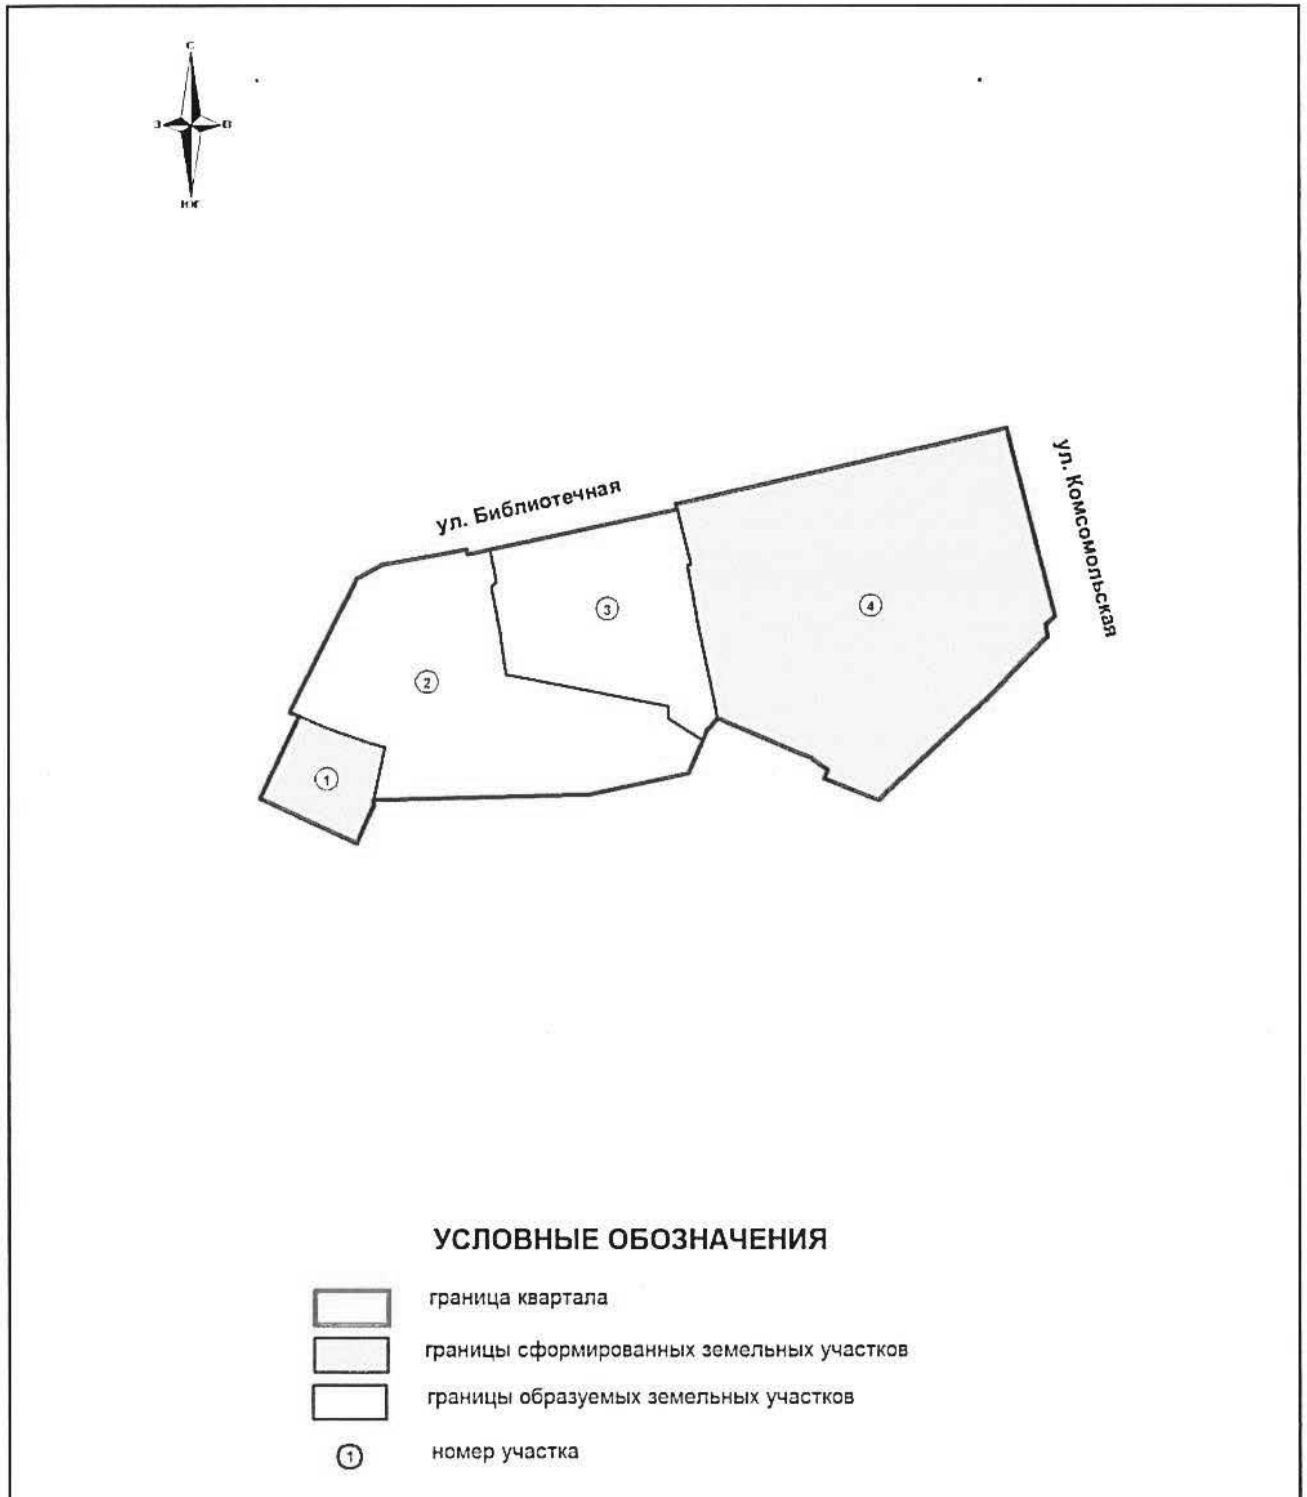 С
З В
ЮГ
ул. Библиотечная
ул. Комсомольская
3
4
2
1
УСЛОВНЫЕ ОБОЗНАЧЕНИЯ
граница квартала
границы сформированных земельных участков
границы образуемых земельных участков
1 номер участка